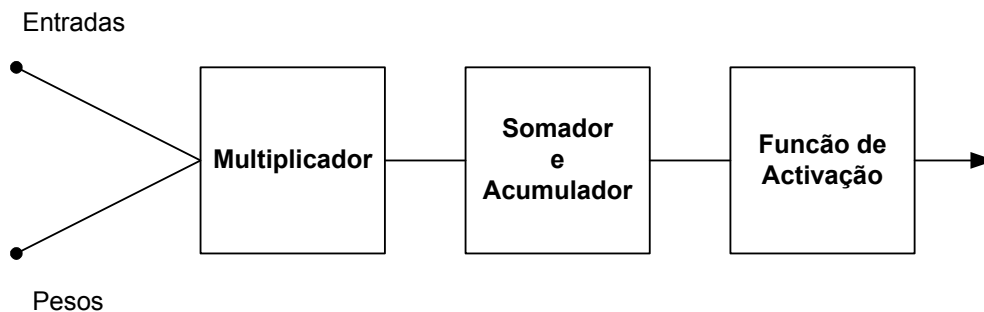 Entradas
Multiplicador
Somador
e
Acumulador
Funcão de
Activação
Pesos